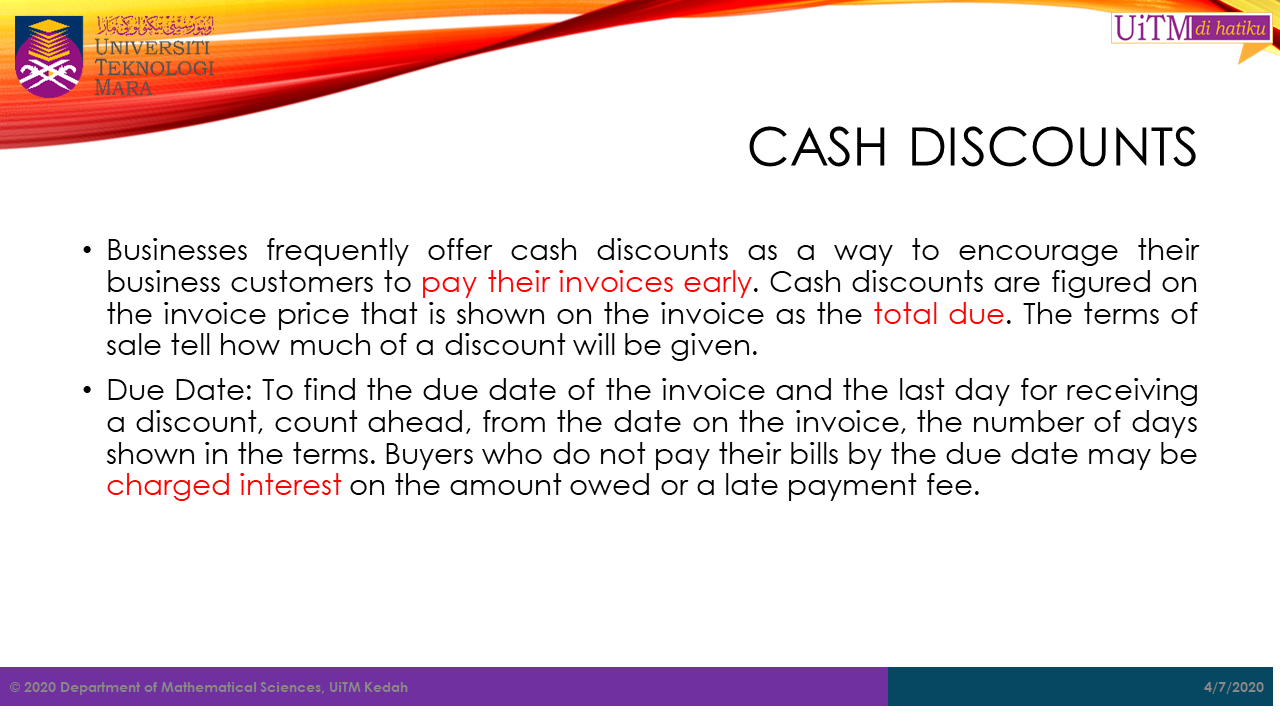 UNIVERSITI
TEKNOLOGI
MARA
UiTM di hatiku
CASH DISCOUNTS
• Businesses frequently offer cash discounts as a way to encourage their
business customers to pay their invoices early. Cash discounts are figured on
the invoice price that is shown on the invoice as the total due. The terms of
sale tell how much of a discount will be given.
• Due Date: To find the due date of the invoice and the last day for receiving
a discount, count ahead, from the date on the invoice, the number of days
shown in the terms. Buyers who do not pay their bills by the due date may be
charged interest on the amount owed or a late payment fee.
© 2020 Department of Mathematical Sciences, UiTM Kedah
4/7/2020